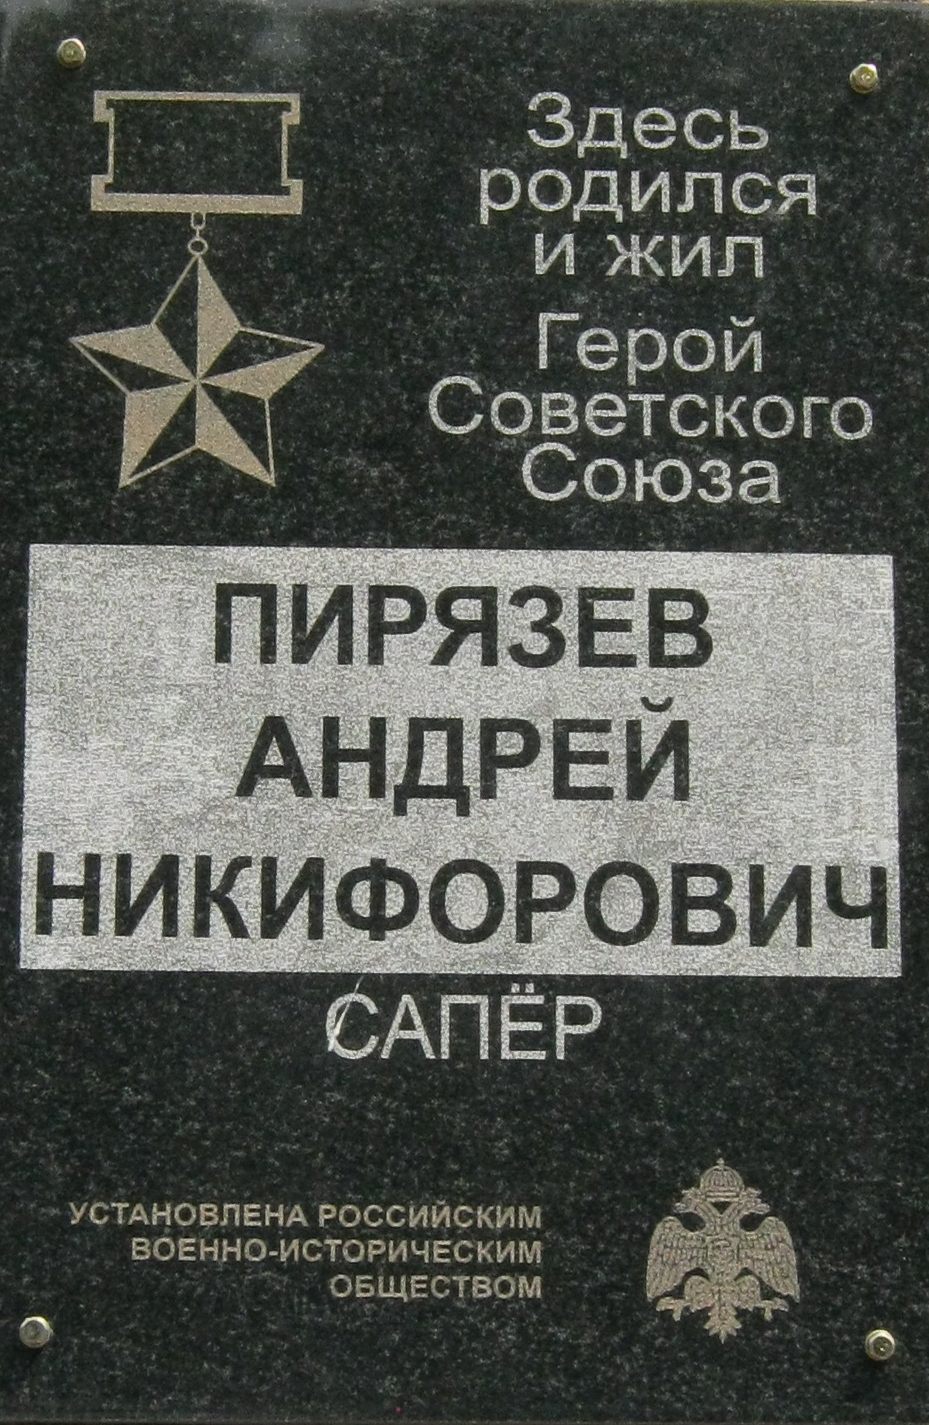 Здесь
родился
и жил
Герой
Советского
Союза
ПИРЯЗЕВ
АНДРЕЙ
НИКИФОРОВИЧ
САПЁР
УСТАНОВЛЕНА РОССИЙСКИМ
ВОЕННО-ИСТОРИЧЕСКИМ
ОБЩЕСТВОМ